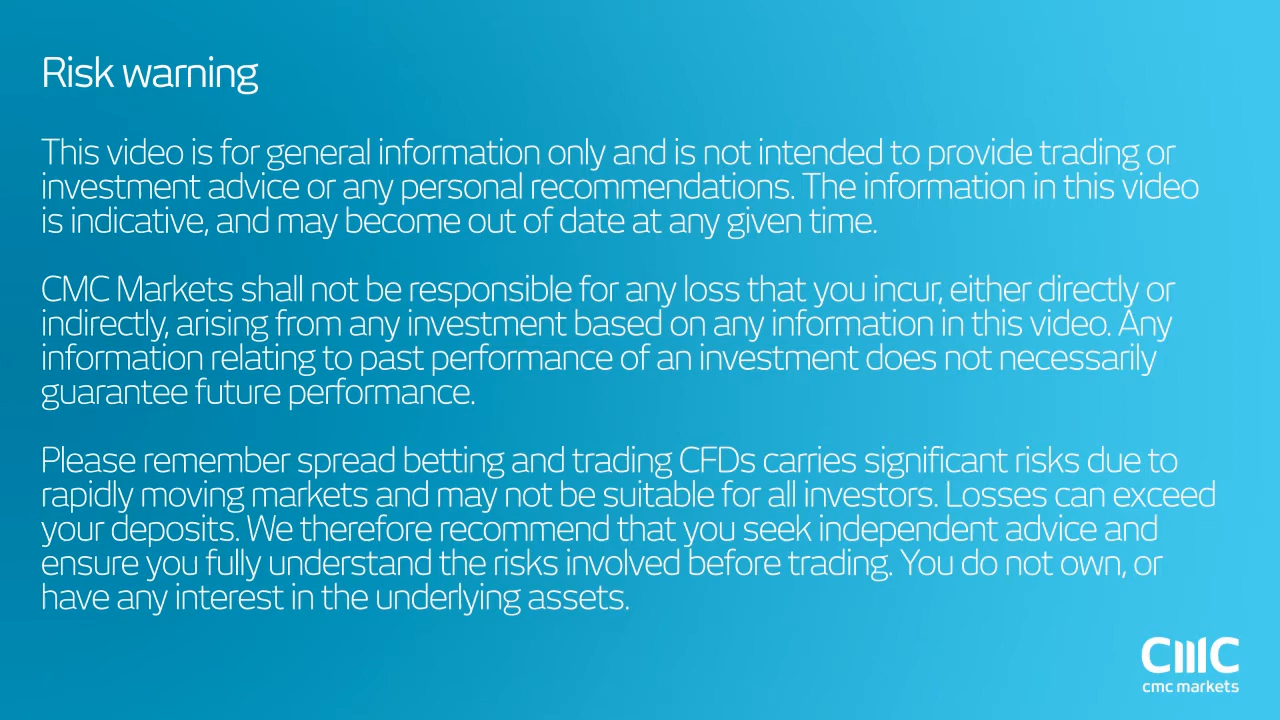 Risk warning
This video is for general information only and is not intended to provide trading or
investment advice or any personal recommendations. The information in this video
is indicative, and may become out of date at any given time.
CMC Markets shall not be responsible for any loss that you incur, either directly or
indirectly, arising from any investment based on any information in this video. Any
information relating to past performance of an investment does not necessarily
guarantee future performance.
Please remember spread betting and trading CFDs carries significant risks due to
rapidly moving markets and may not be suitable for all investors. Losses can exceed
your deposits. We therefore recommend that you seek independent advice and
ensure you fully understand the risks involved before trading. You do not own, or
have any interest in the underlying assets.
CMC
cmc markets